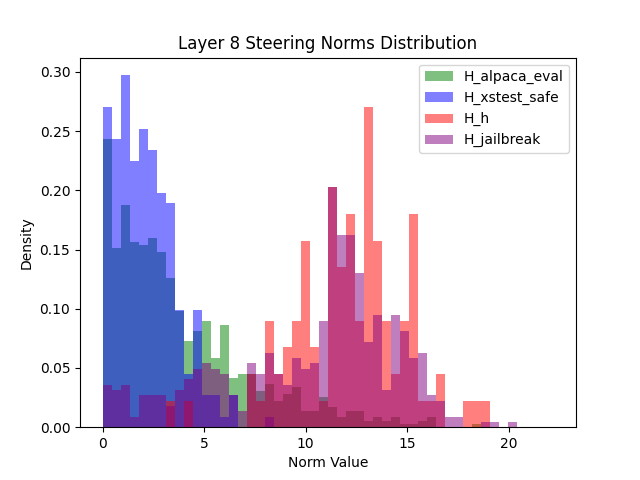 Layer 8 Steering Norms Distribution
H_alpaca_eval
H_xstest_safe
H_h
H_jailbreak
0.30
0.25
0.20
0.15
0.10
0.05
0.00
Density
0
5
10
15
20
Norm Value